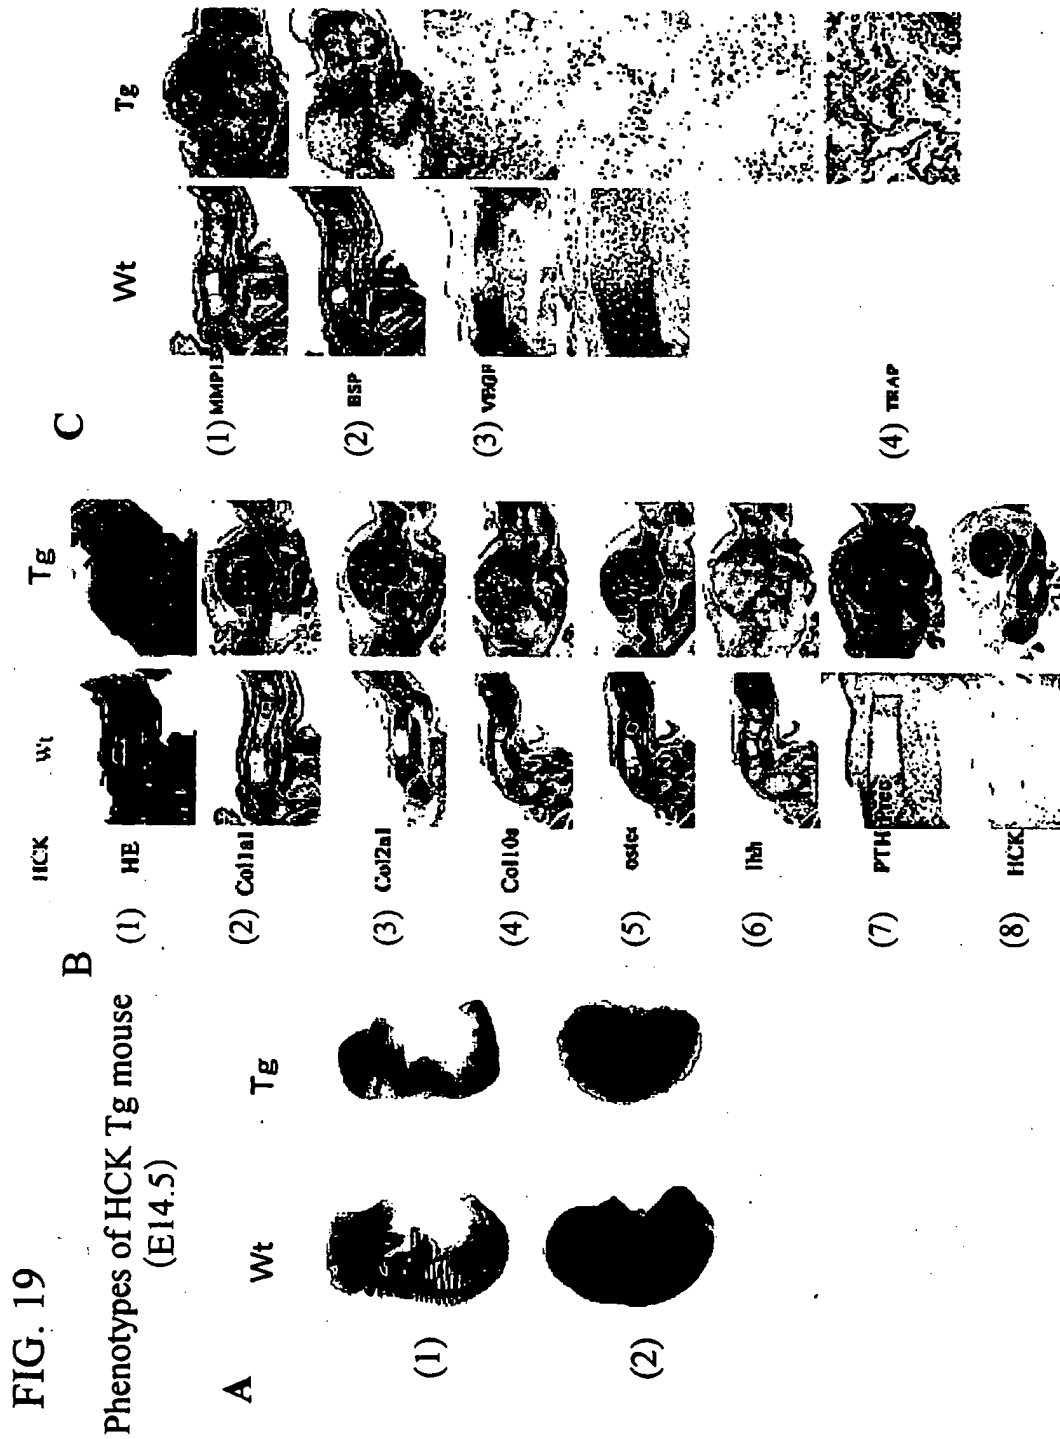 FIG. 19
Phenotypes of HCK Tg mouse
(E14.5)
A
Wt
Tg
(1)
(2)
B
HCK
Wt
Tg
(1) HE
(2) Col1a1
(3) Col2a1
(4) Col10a
(5) ostex
(6) Ihh
(7) PTH
(8) HCK
C
Wt
Tg
(1) MMP13
(2) BSP
(3) VEGF
(4) TRAP